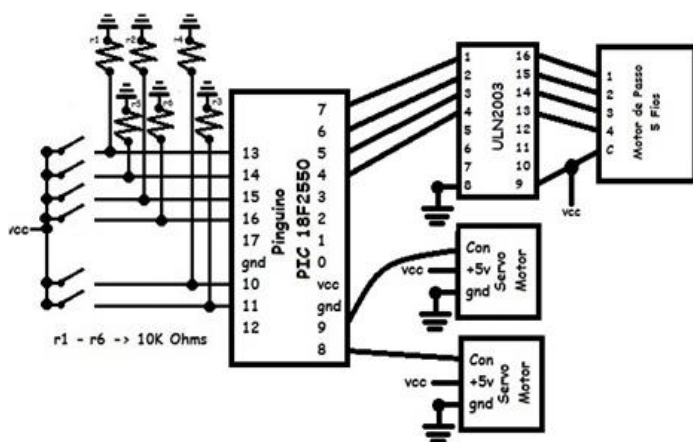 r1
r2
r4
r3
r3
r3
vcc
13
14
15
16
17
gnd
10
11
12
Pinguino
PIC 18F2550
7
6
5
4
3
2
1
0
vcc
gnd
9
8
r1 - r6 -> 10K Ohms
1
2
3
4
5
6
7
8
ULN2003
16
15
14
13
12
11
10
9
1
2
3
4
C
Motor de Passo
5 Fios
vcc
Con
vcc
+5v
gnd
Servo
Motor
Con
vcc
+5v
gnd
Servo
Motor